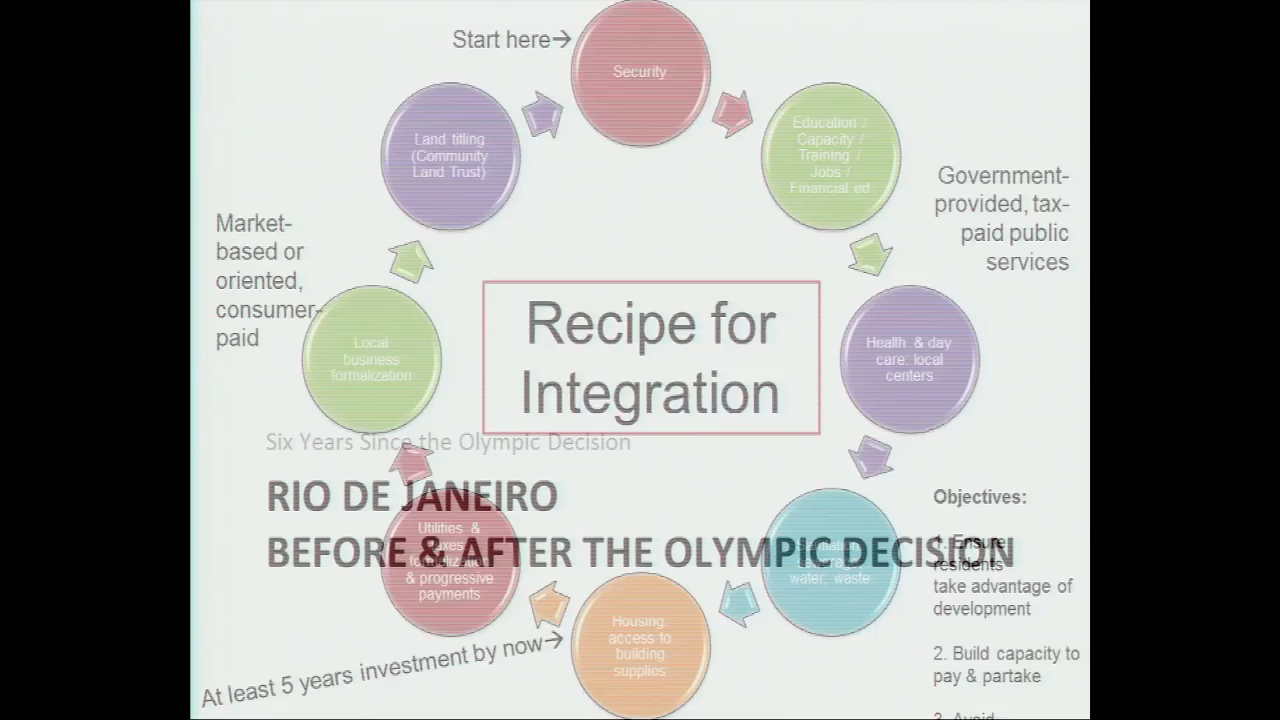 Start here→
Security
Education /
Capacity /
Training /
Jobs /
Financial ed
Government-
provided, tax-
paid public
services
Health & day
care: local
centers
water, waste
Housing:
access to
building
supplies
At least 5 years investment by now→
Utilities &
& progressive
payments
Local
business
formalization
Market-
based or
oriented,
consumer-
paid
Land titling
(Community
Land Trust)
Recipe for
Integration
Six Years Since the Olympic Decision
RIO DE JANEIRO
BEFORE & AFTER THE OLYMPIC DECISION
Objectives:
1. Ensure
residents
take advantage of
development
2. Build capacity to
pay & partake
3. Avoid